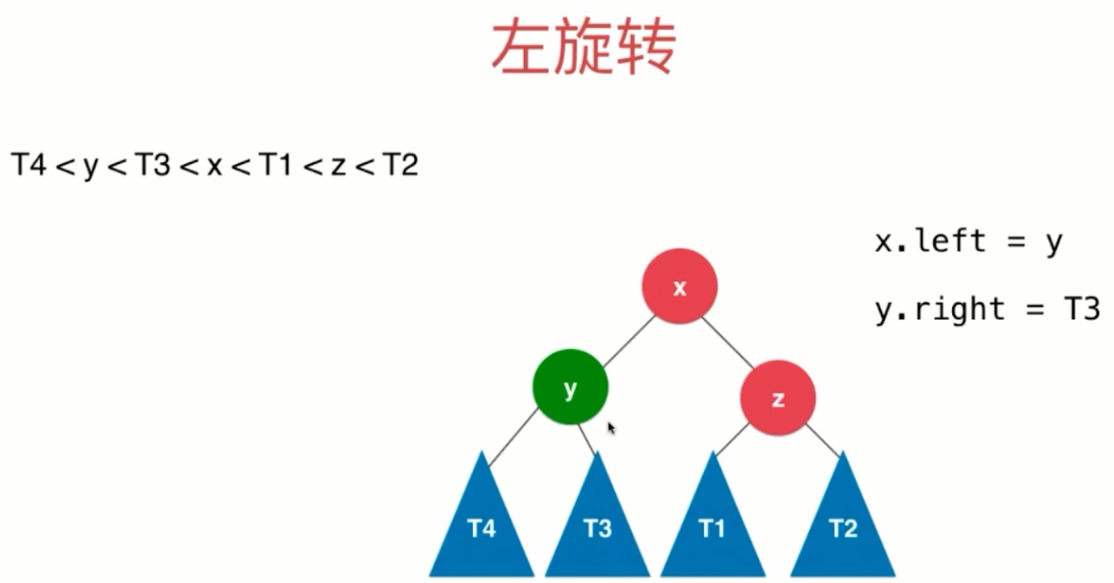 左旋转
T4 < y < T3 < x < T1 < z < T2
x.left = y
y.right = T3
x
y
z
T4
T3
T1
T2